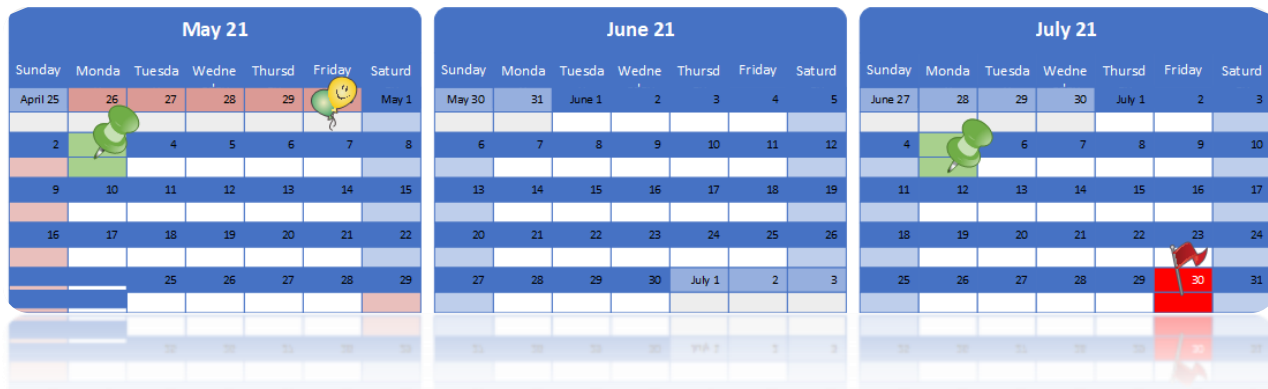 May 21
Sunday Monda Tuesda Wedne Thursd Friday Saturd
April 25 26 27 28 29 May 1
2 4 5 6 7 8
9 10 11 12 13 14 15
16 17 18 19 20 21 22
25 26 27 28 29
June 21
Sunday Monda Tuesda Wedne Thursd Friday Saturd
May 30 31 June 1 2 3 4 5
6 7 8 9 10 11 12
13 14 15 16 17 18 19
20 21 22 23 24 25 26
27 28 29 30 July 1 2 3
July 21
Sunday Monda Tuesda Wedne Thursd Friday Saturd
June 27 28 29 30 July 1 2 3
4 6 7 8 9 10
11 12 13 14 15 16 17
18 19 20 21 22 23 24
25 26 27 28 29 30 31